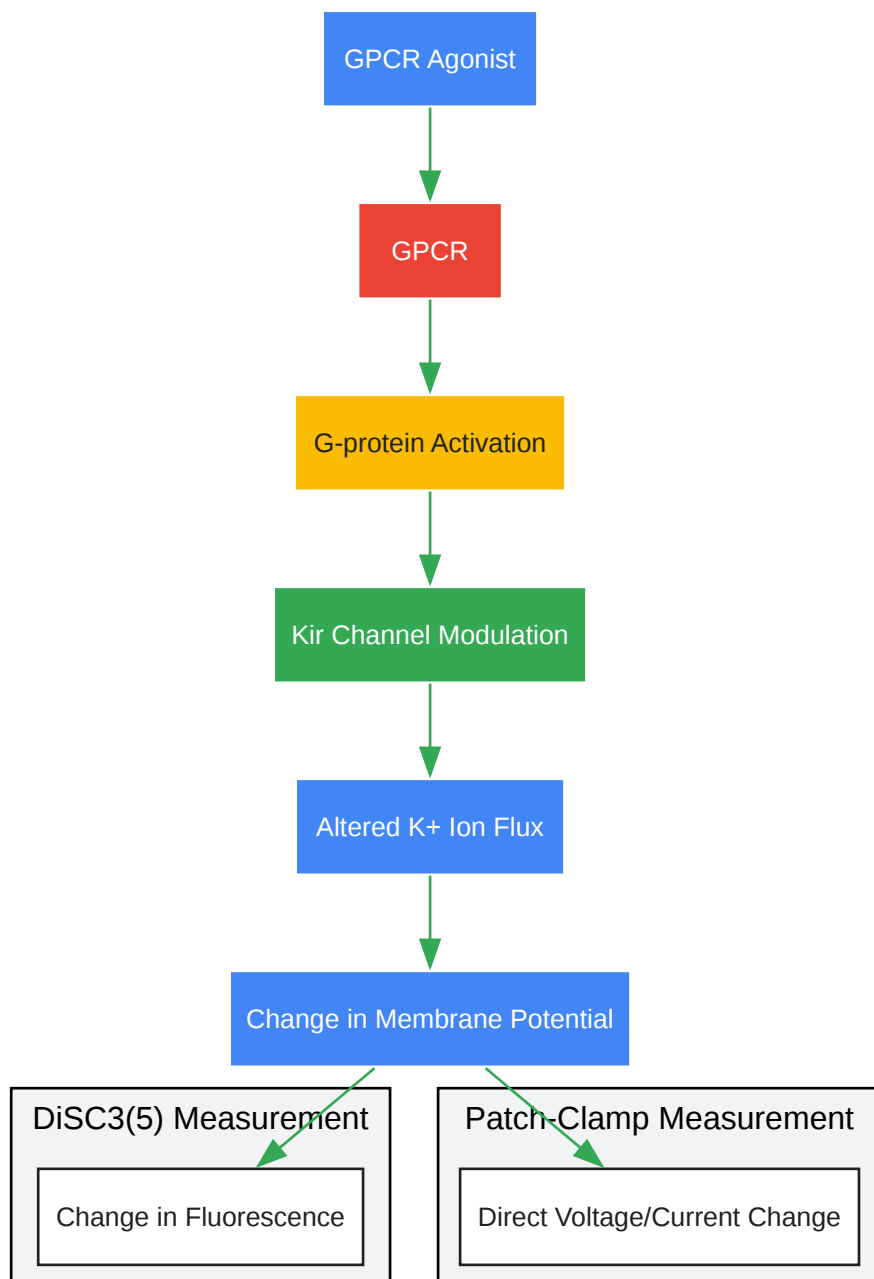 GPCR Agonist
GPCR
G-protein Activation
Kir Channel Modulation
Altered K+ Ion Flux
Change in Membrane Potential
DiSC3(5) Measurement
Patch-Clamp Measurement
Change in Fluorescence
Direct Voltage/Current Change